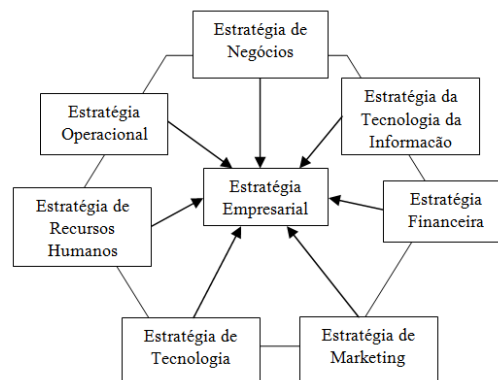 Estratégia de
Negócios
Estratégia
Operacional
Estratégia da
Tecnologia da
Informacão
Estratégia
Empresarial
Estratégia de
Recursos
Humanos
Estratégia
Financeira
Estratégia de
Tecnologia
Estratégia de
Marketing